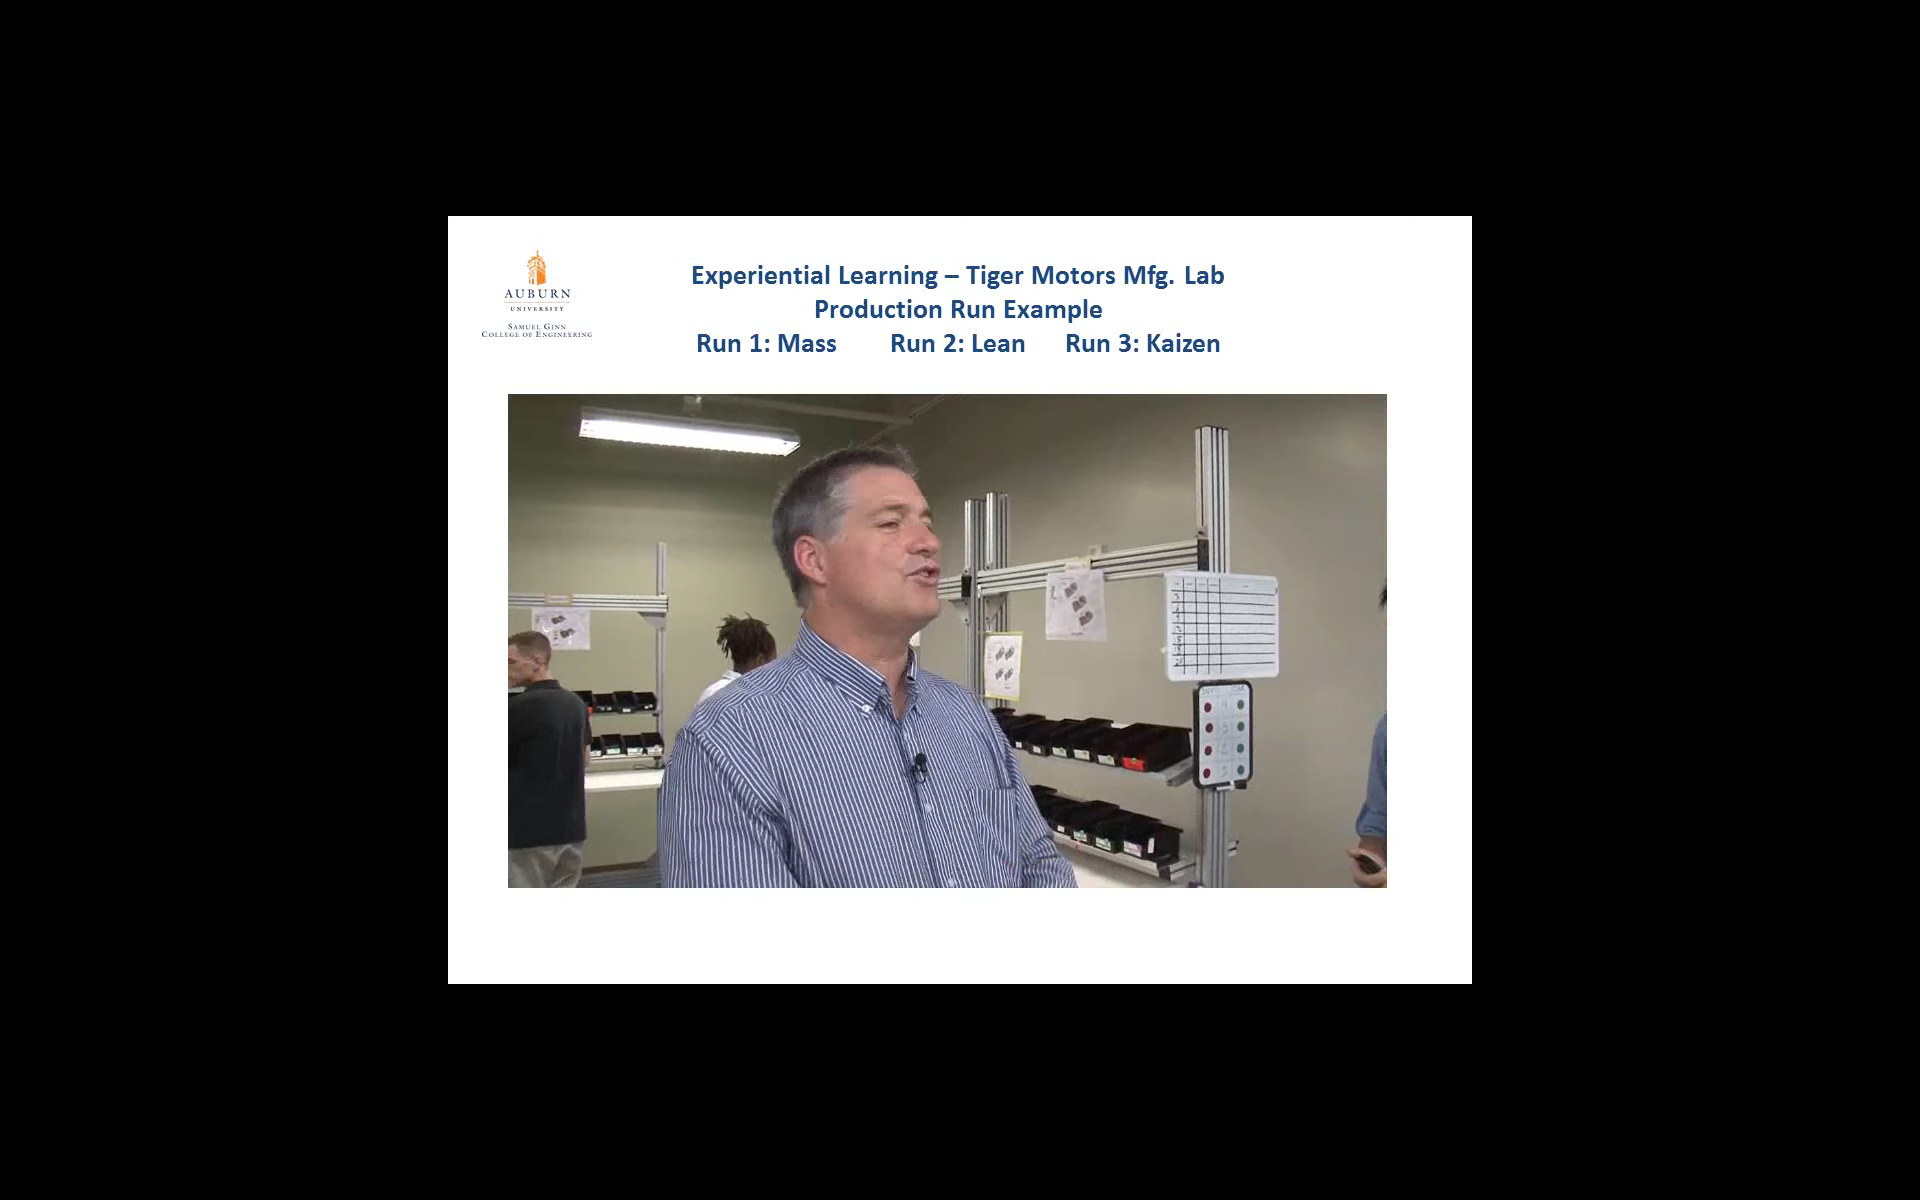 AUBURN
UNIVERSITY
SAMUEL GINN
COLLEGE OF ENGINEERING
Experiential Learning – Tiger Motors Mfg. Lab
Production Run Example
Run 1: Mass Run 2: Lean Run 3: Kaizen